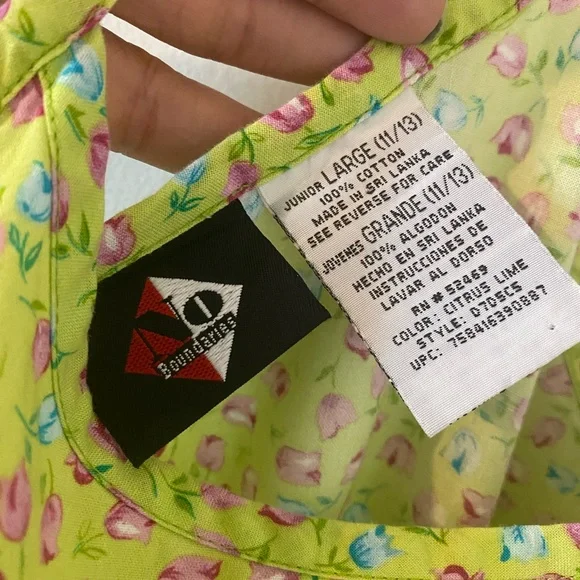 No
Boundaries
JUNIOR LARGE (11/13)
100% COTTON
MADE IN SRI LANKA
SEE REVERSE FOR CARE
JOVENES GRANDE (11/13)
100% ALGODON
HECHO EN SRI LANKA
INSTRUCCIONES DE
LAVAR AL DORSO
RN # 52469
COLOR: CITRUS LIME
STYLE: D7D5C5
UPC: 758416390887